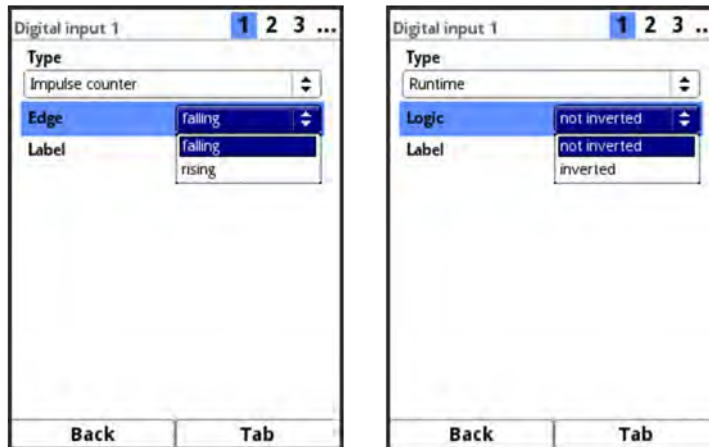 Digital input 1 1 2 3 ...
Type
Impulse counter
Edge falling
Label falling
rising
Back Tab
Digital input 1 1 2 3 ..
Type
Runtime
Logic not inverted
Label not inverted
inverted
Back Tab